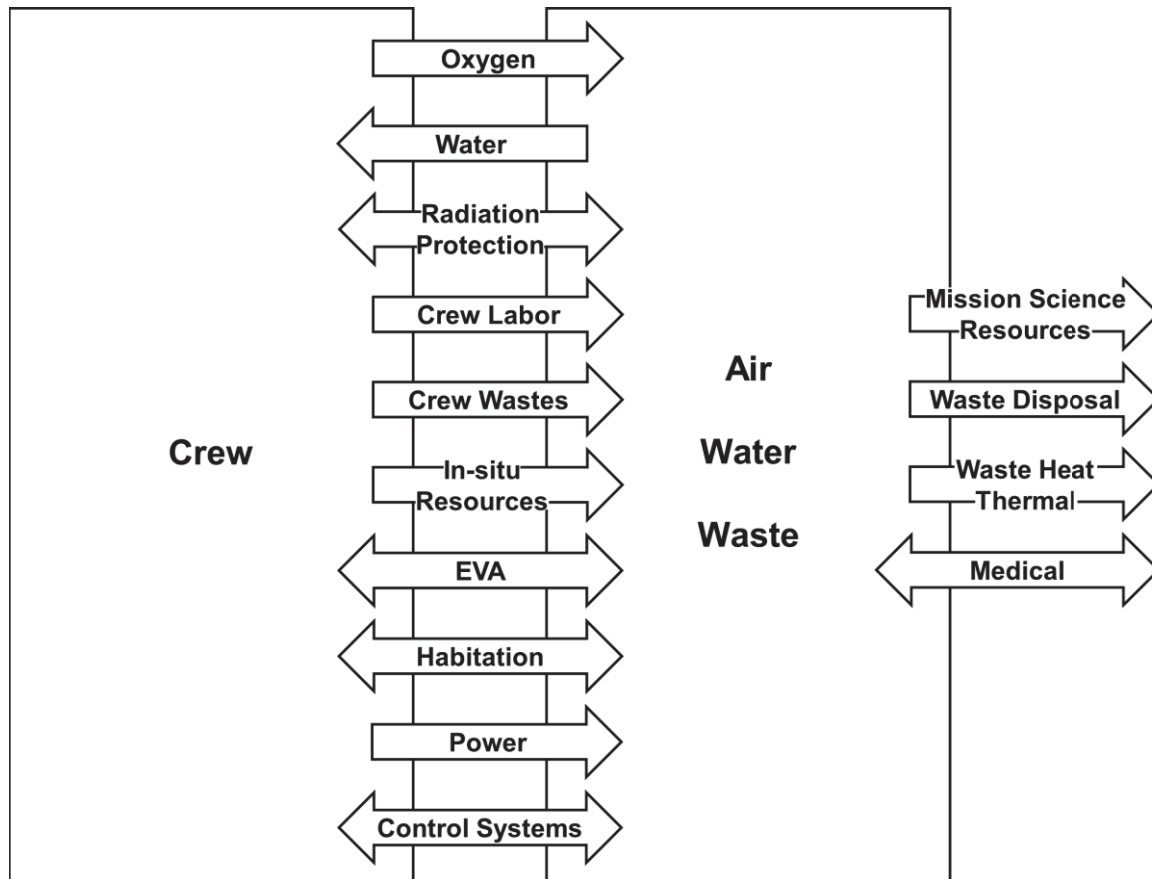 Crew
Oxygen
Water
Radiation
Protection
Crew Labor
Crew Wastes
In-situ
Resources
EVA
Habitation
Power
Control Systems
Air
Water
Waste
Mission Science
Resources
Waste Disposal
Waste Heat
Thermal
Medical